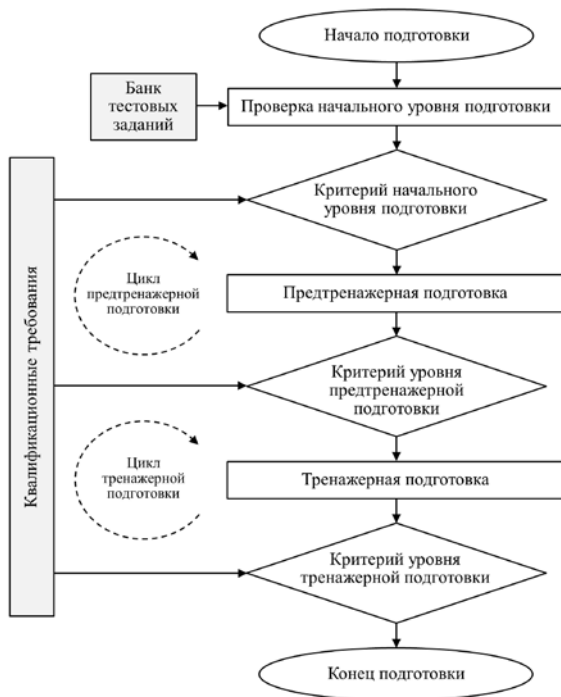 Начало подготовки
Банк
тестовых
заданий
Проверка начального уровня подготовки
Критерий начального
уровня подготовки
Квалификационные требования
Цикл
предтренажерной
подготовки
Предтренажерная подготовка
Критерий уровня
предтренажерной
подготовки
Цикл
тренажерной
подготовки
Тренажерная подготовка
Критерий уровня
тренажерной подготовки
Конец подготовки